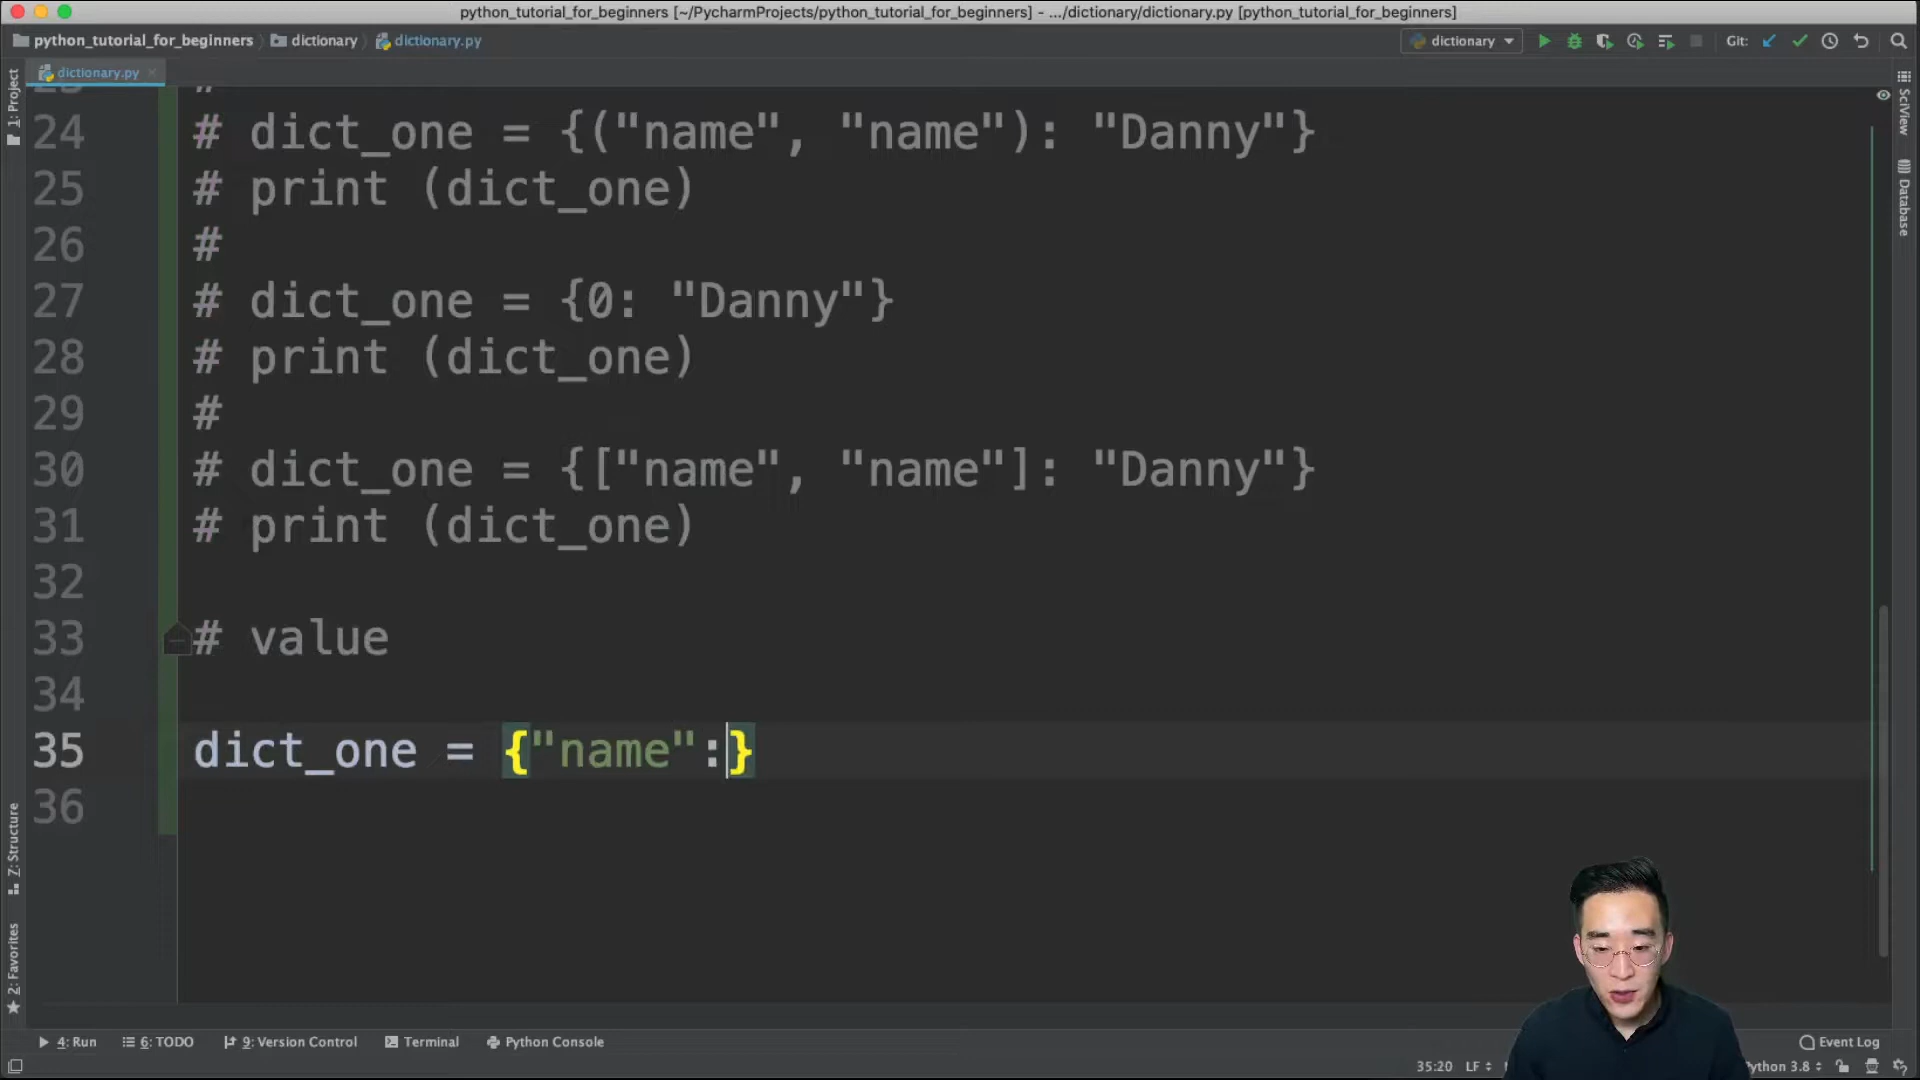 python_tutorial_for_beginners [~/PycharmProjects/python_tutorial_for_beginners] - .../dictionary/dictionary.py [python_tutorial_for_beginners]
python_tutorial_for_beginners dictionary dictionary.py dictionary Git:
dictionary.py
1: Project
SciView
Database
24 # dict_one = {("name", "name"): "Danny"}
25 # print (dict_one)
26 #
27 # dict_one = {0: "Danny"}
28 # print (dict_one)
29 #
30 # dict_one = {["name", "name"]: "Danny"}
31 # print (dict_one)
32
33 # value
34
35 dict_one = {"name":}
36
Z: Structure
2: Favorites
4: Run 6: TODO 9: Version Control Terminal Python Console Event Log
35:20 LF ython 3.8